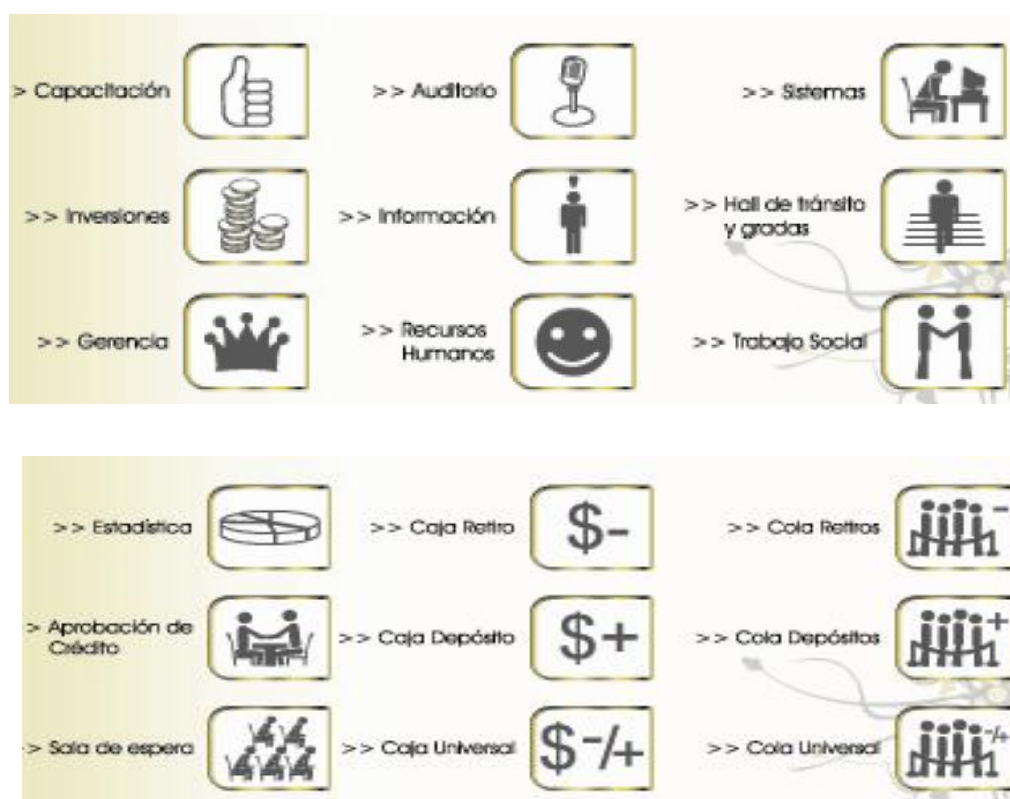 > Capacitación
>> Auditorio
>> Sistemas
>> Inversiones
>> Información
>> Hall de tránsito
y gradas
>> Gerencia
>> Recursos
Humanos
>> Trabajo Social
>> Estadística
>> Caja Retiro
$-
>> Cola Retiros
-
> Aprobación de
Crédito
>> Caja Depósito
$+
>> Cola Depósitos
+
> Sala de espera
>> Caja Universal
$-/+
>> Cola Universal
-/+